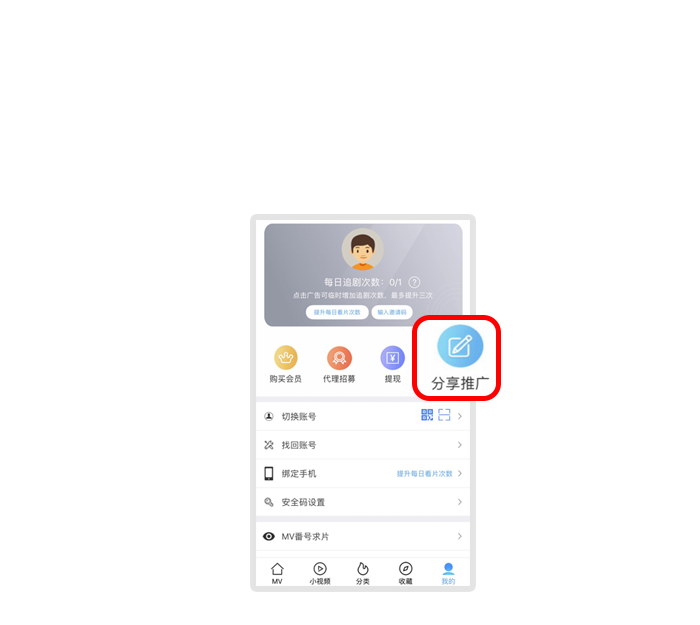 每日追剧次数：0/1 ?
点击广告可临时增加追剧次数，最多提升三次
提升每日看片次数 输入邀请码
购买会员 代理招募 提现 分享推广
切换账号
找回账号
绑定手机 提升每日看片次数
安全码设置
MV番号求片
MV 小视频 分类 收藏 我的